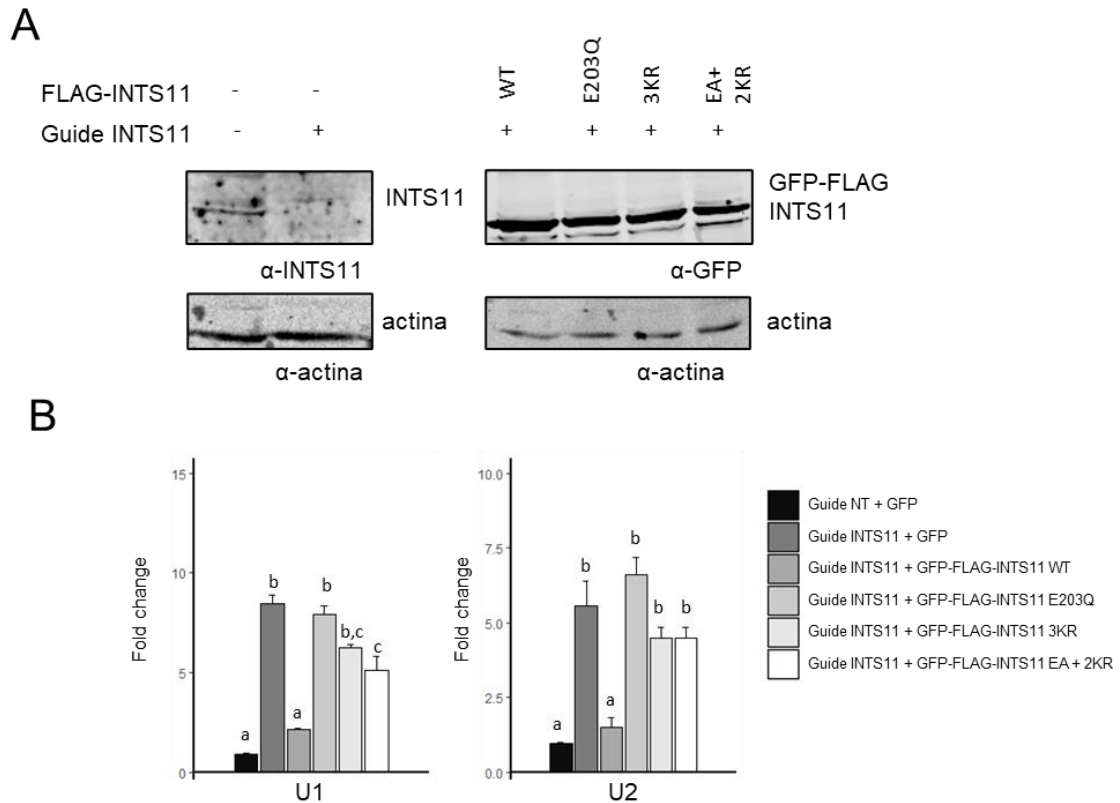 A
FLAG-INTS11 - - WT E203Q 3KR EA+ 2KR
Guide INTS11 - + + + + +
INTS11
GFP-FLAG
INTS11
α-INTS11 α-GFP
actina actina
α-actina α-actina
B
Fold change
15
10
5
0
a
b
a
b
b,c
c
U1
Fold change
10.0
7.5
5.0
2.5
0.0
a
b
a
b
b
b
U2
Guide NT + GFP
Guide INTS11 + GFP
Guide INTS11 + GFP-FLAG-INTS11 WT
Guide INTS11 + GFP-FLAG-INTS11 E203Q
Guide INTS11 + GFP-FLAG-INTS11 3KR
Guide INTS11 + GFP-FLAG-INTS11 EA + 2KR